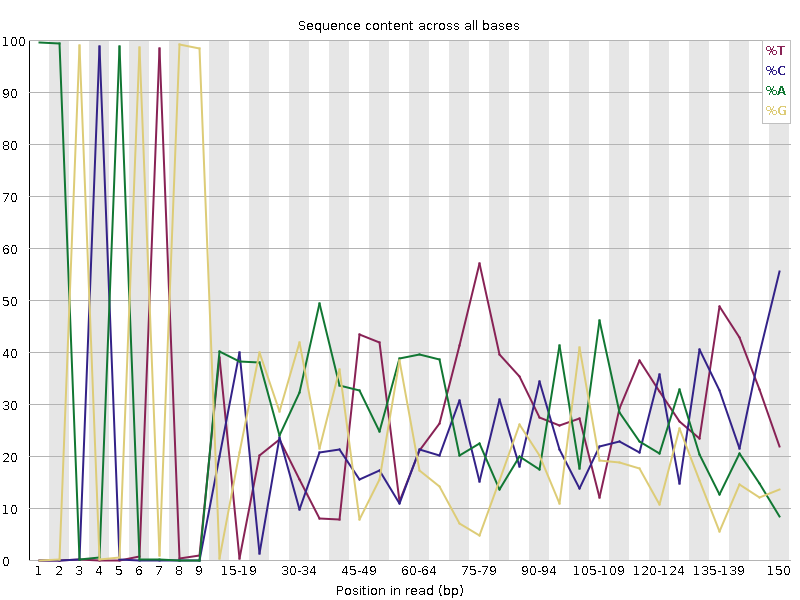 Sequence content across all bases
%T
%C
%A
%G
100
90
80
70
60
50
40
30
20
10
0
1 2 3 4 5 6 7 8 9 15-19 30-34 45-49 60-64 75-79 90-94 105-109 120-124 135-139 150
Position in read (bp)